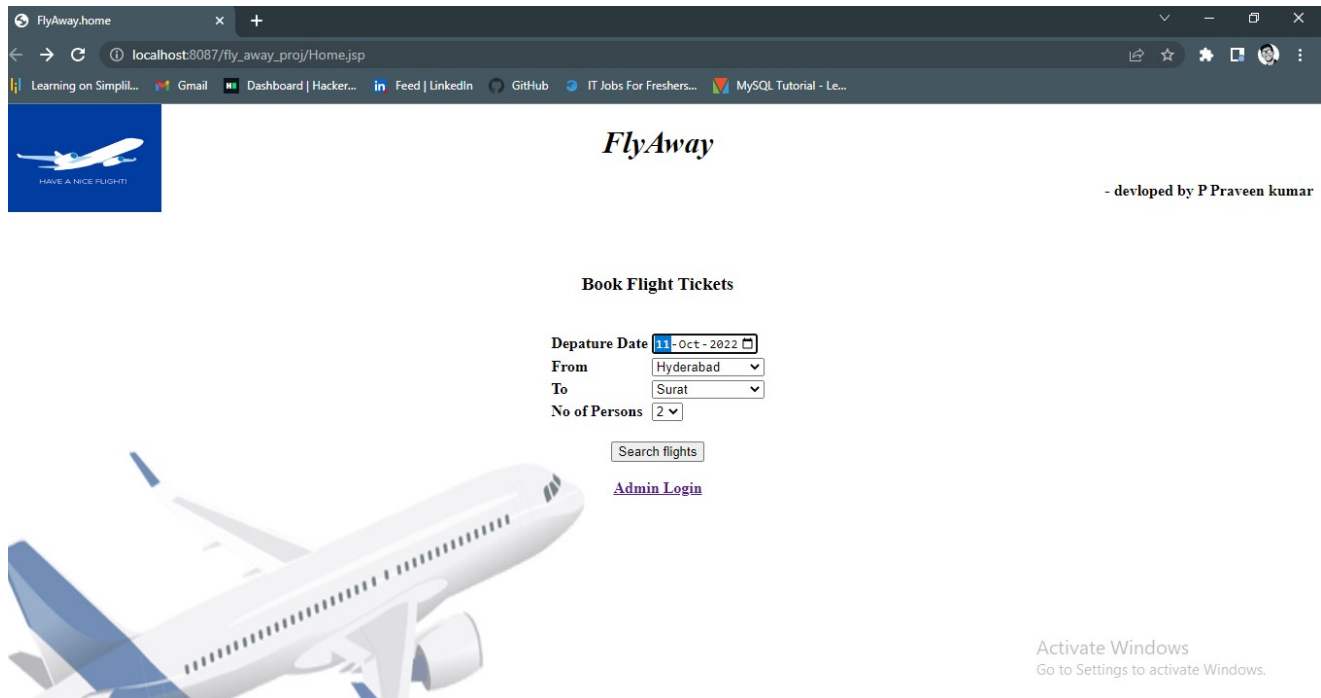 FlyAway.home
localhost:8087/fly_away_proj/Home.jsp
Learning on Simplil... Gmail Dashboard | Hacker... Feed | LinkedIn GitHub IT Jobs For Freshers... MySQL Tutorial - Le...
HAVE A NICE FLIGHT!
FlyAway
- devloped by P Praveen kumar
Book Flight Tickets
Depature Date 11-Oct-2022
From Hyderabad
To Surat
No of Persons 2
Search flights
Admin Login
Activate Windows
Go to Settings to activate Windows.